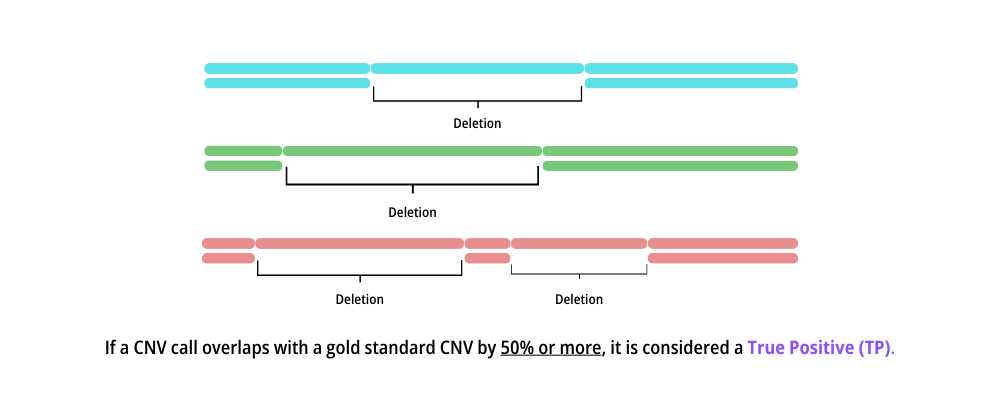 Deletion
Deletion
Deletion Deletion
If a CNV call overlaps with a gold standard CNV by 50% or more, it is considered a True Positive (TP).